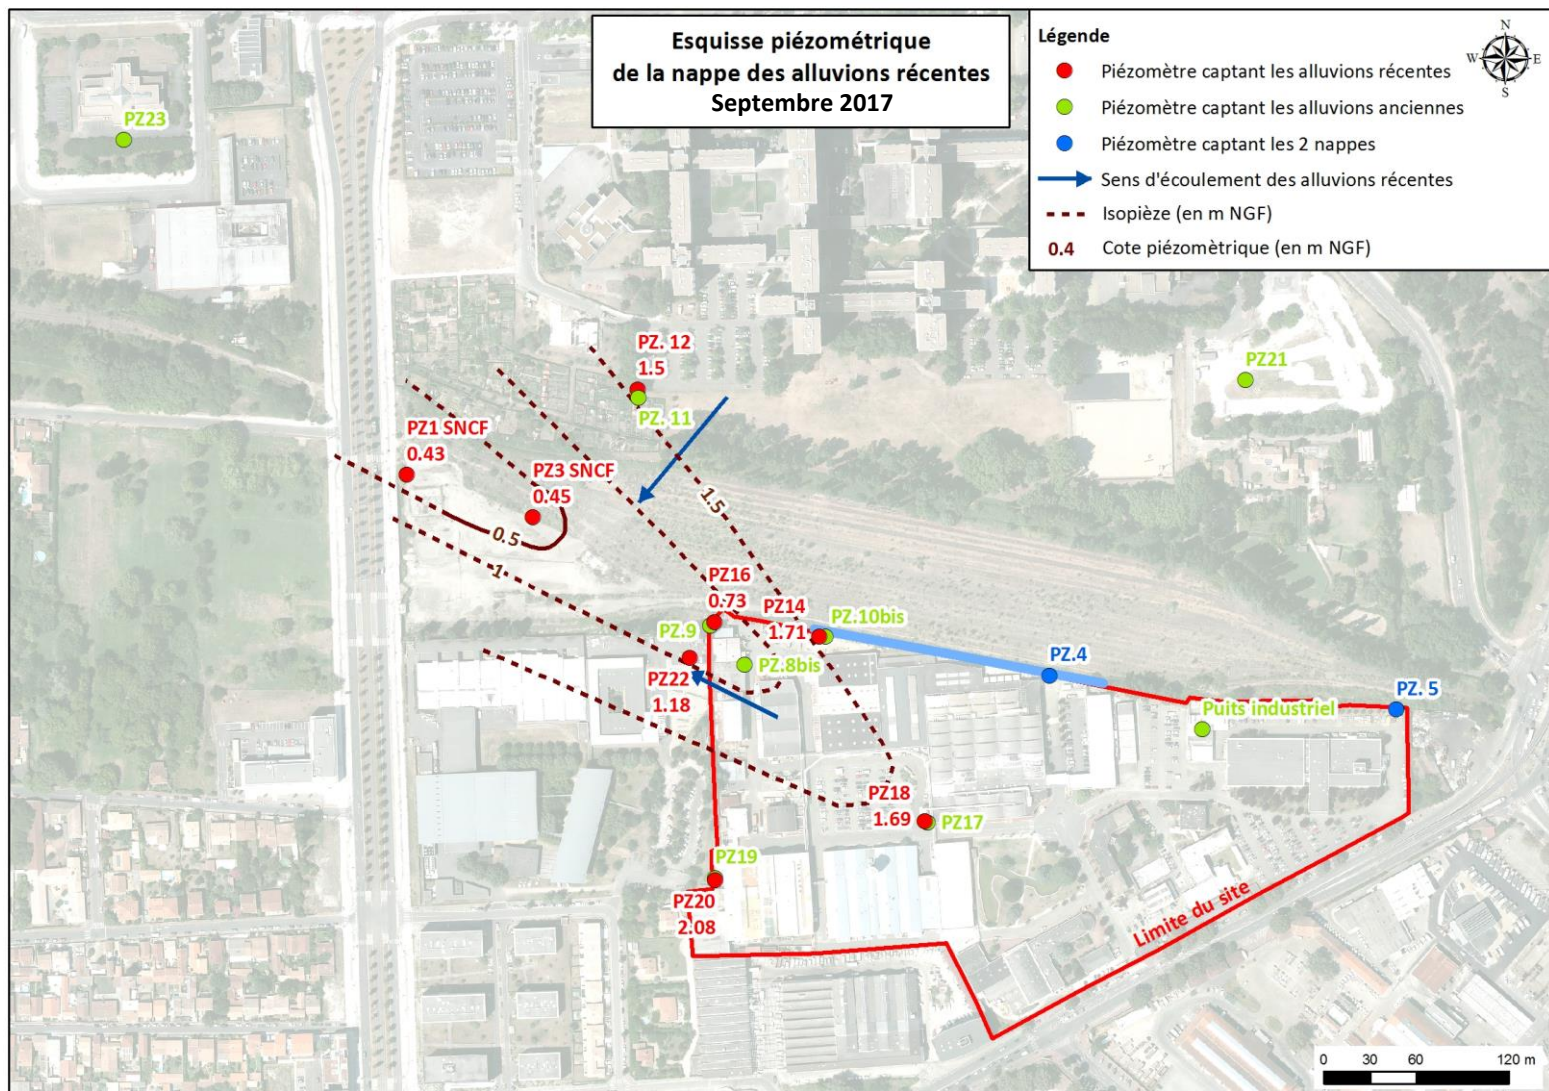 Esquisse piézométrique
de la nappe des alluvions récentes
Septembre 2017
Légende
Piézomètre captant les alluvions récentes
Piézomètre captant les alluvions anciennes
Piézomètre captant les 2 nappes
Sens d'écoulement des alluvions récentes
Isopièze (en m NGF)
0.4 Cote piézomètrique (en m NGF)
N
W E
S
PZ23
PZ. 12
1.5
PZ. 11
PZ21
PZ1 SNCF
0.43
PZ3 SNCF
0.45
1.5
0.5
1
PZ16
0.73
PZ14
1.71
PZ.10bis
PZ.9
PZ.8bis
PZ22
1.18
PZ.4
PZ. 5
Puits industriel
PZ18
1.69
PZ17
PZ19
PZ20
2.08
Limite du site
0 30 60 120 m